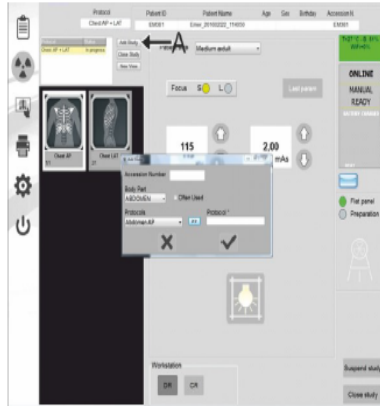 Protocol
Patient ID
Patient Name
Age
Sex
Birthday
Accession N.
Chest AP + LAT
Status
Chest AP + LAT
In progress
Add Study
Close Study
New View
A
Medium adult
Focus
S
L
Last patient
ONLINE
MANUAL
READY
Chest AP
Chest LAT
115
2,00
mAs
Accession Number
Body Part
ABDOMEN
Often Used
Protocols
Protocol *
Abdomen AP
Flat panel
Preparation
Workstation
DR
CR
Suspend study
Close study